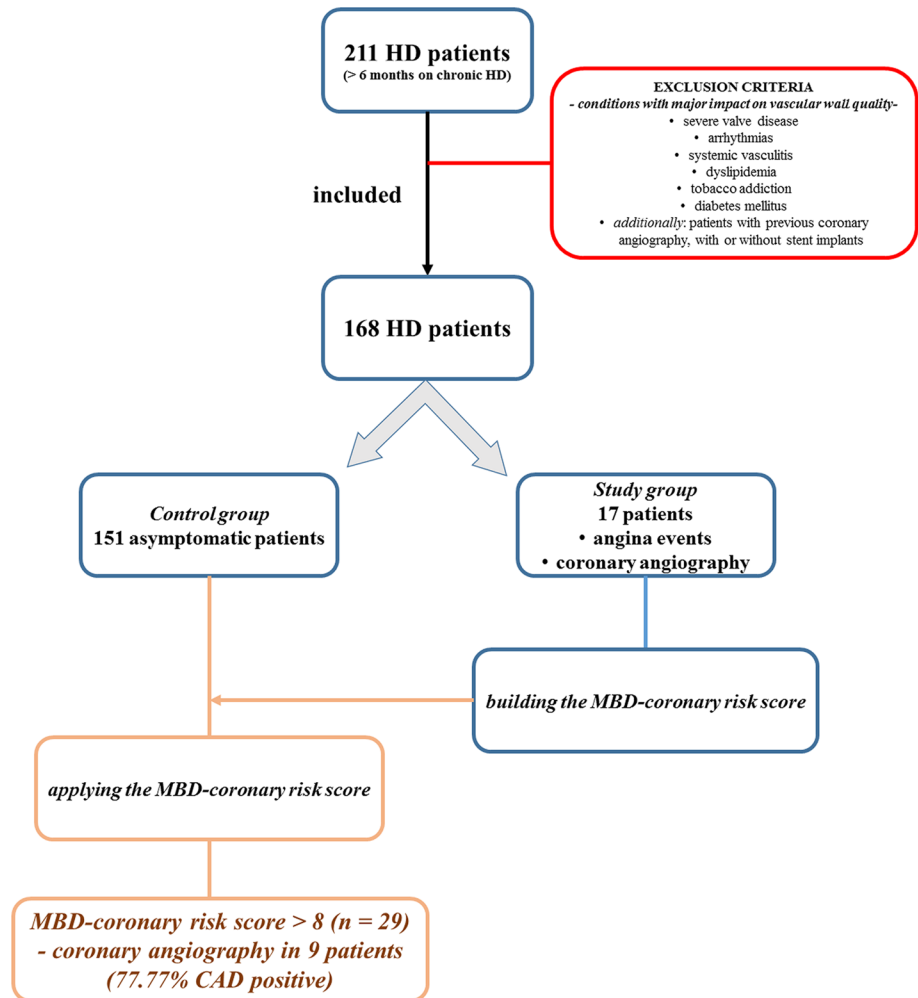 211 HD patients
(> 6 months on chronic HD)
EXCLUSION CRITERIA
- conditions with major impact on vascular wall quality-
• severe valve disease
• arrhythmias
• systemic vasculitis
• dyslipidemia
• tobacco addiction
• diabetes mellitus
• additionally: patients with previous coronary
angiography, with or without stent implants
included
168 HD patients
Control group
151 asymptomatic patients
Study group
17 patients
• angina events
• coronary angiography
building the MBD-coronary risk score
applying the MBD-coronary risk score
MBD-coronary risk score > 8 (n = 29)
- coronary angiography in 9 patients
(77.77% CAD positive)